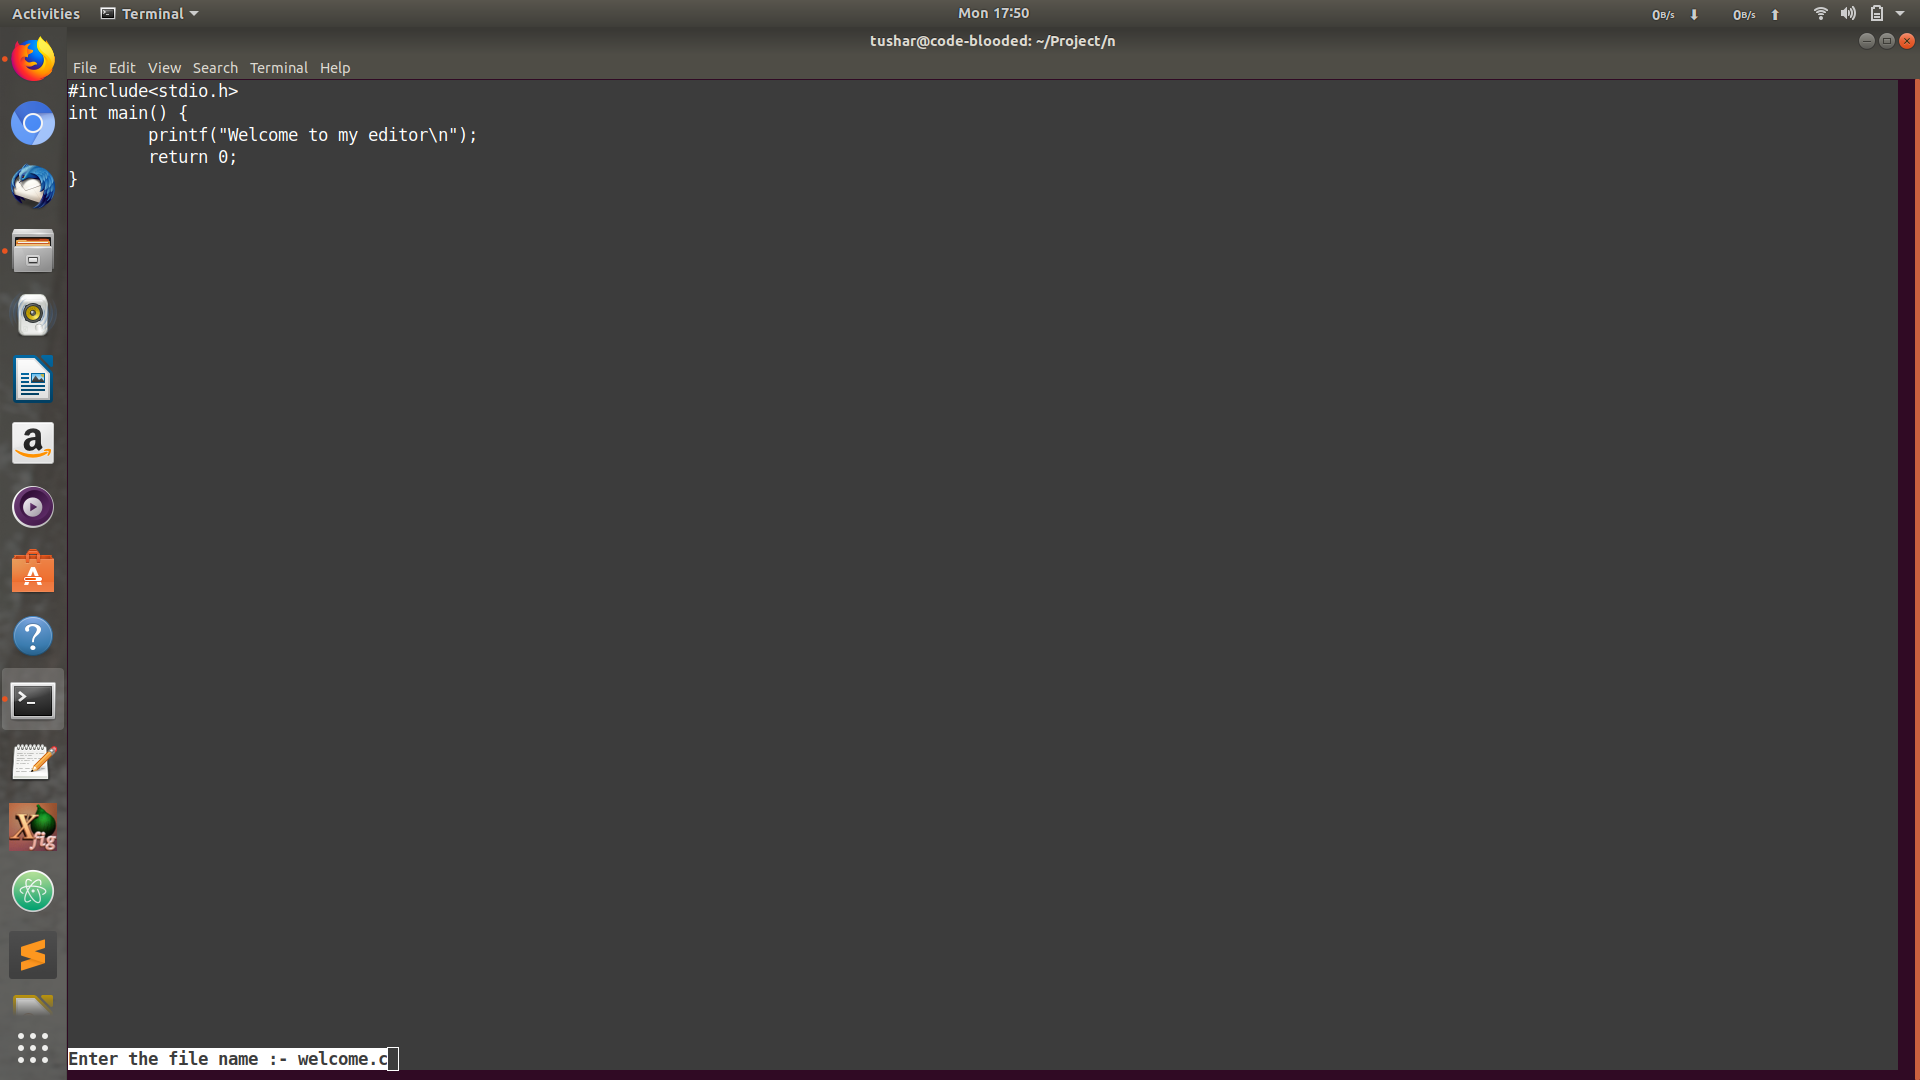 Activities Terminal Mon 17:50 0B/s 0B/s
tushar@code-blooded: ~/Project/n
File Edit View Search Terminal Help
#include<stdio.h>
int main() {
        printf("Welcome to my editor\n");
        return 0;
}
a
A
?
>_
Xfig
Enter the file name :- welcome.c